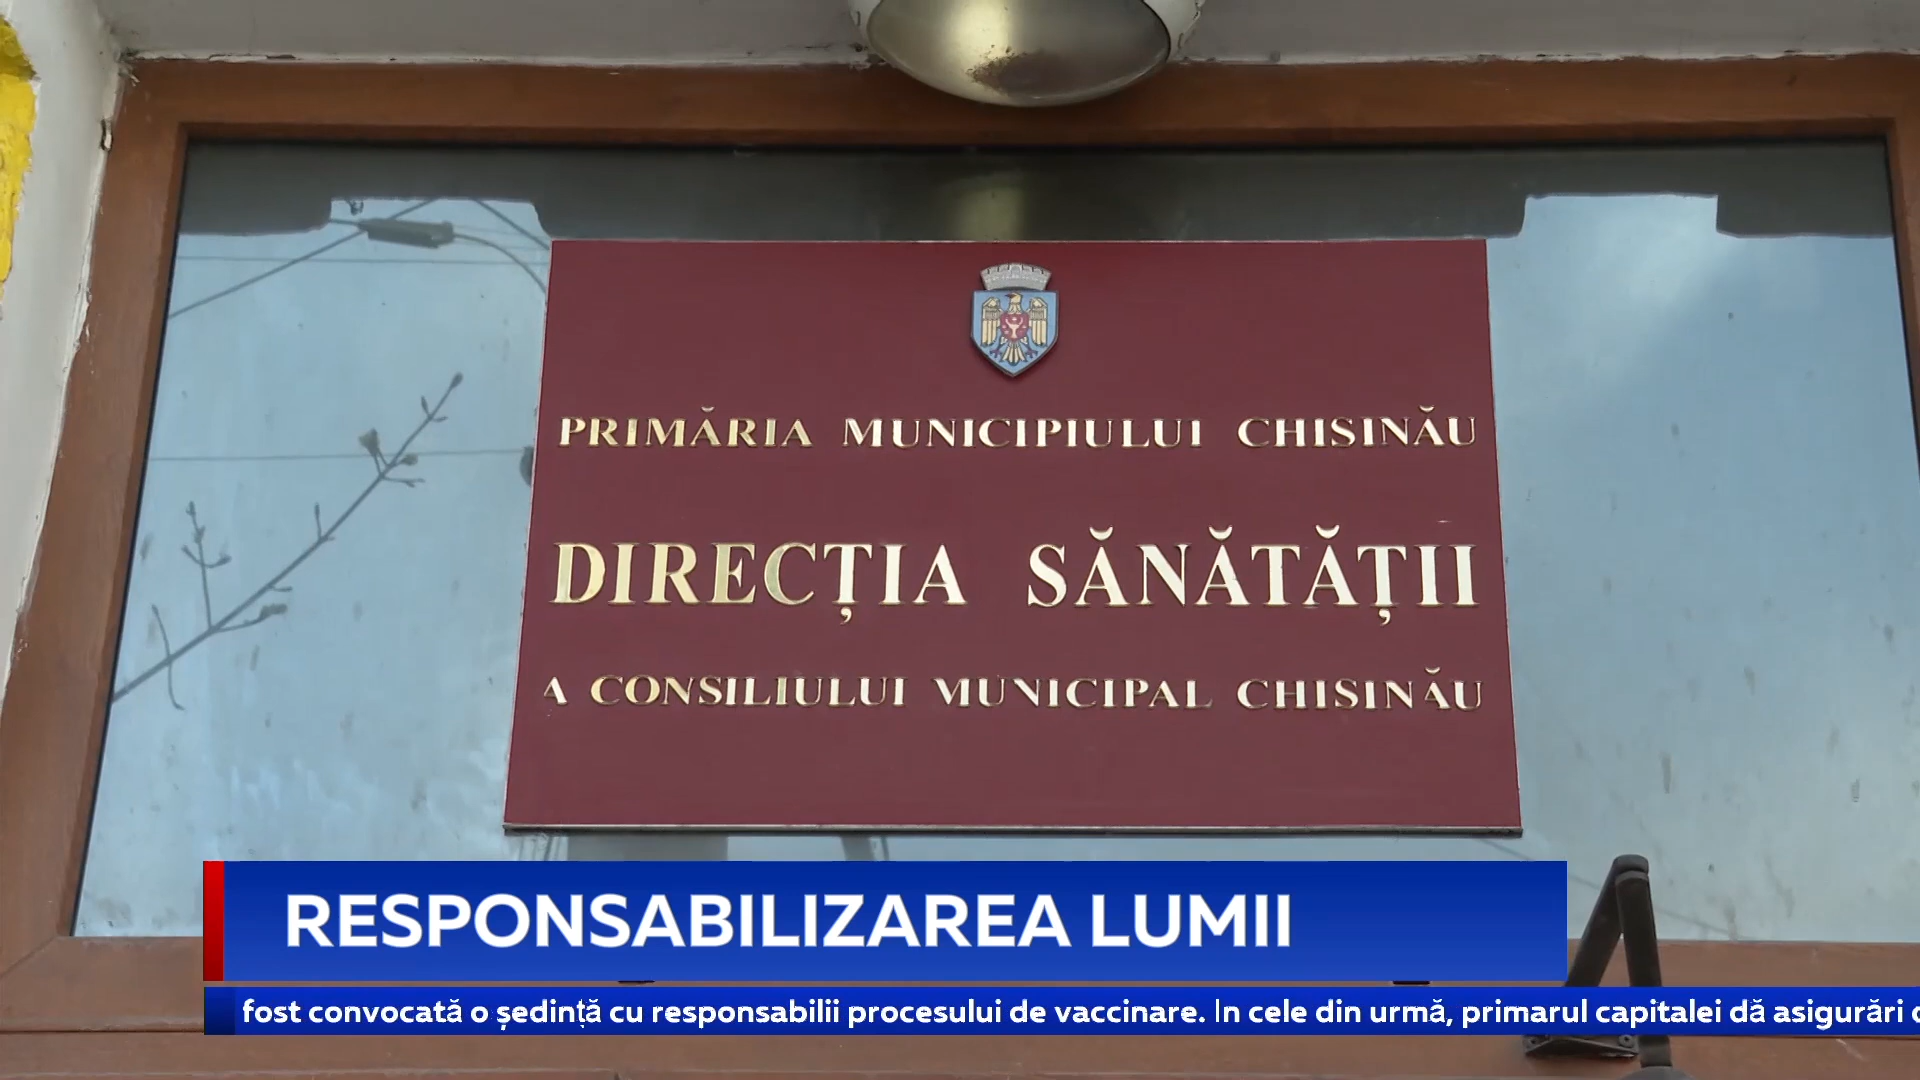 PRIMĂRIA MUNICIPIULUI CHISINĂU
DIRECȚIA SĂNĂTĂȚII
A CONSILIULUI MUNICIPAL CHISINĂU
RESPONSABILIZAREA LUMII
fost convocată o ședință cu responsabilii procesului de vaccinare. In cele din urmă, primarul capitalei dă asigurări